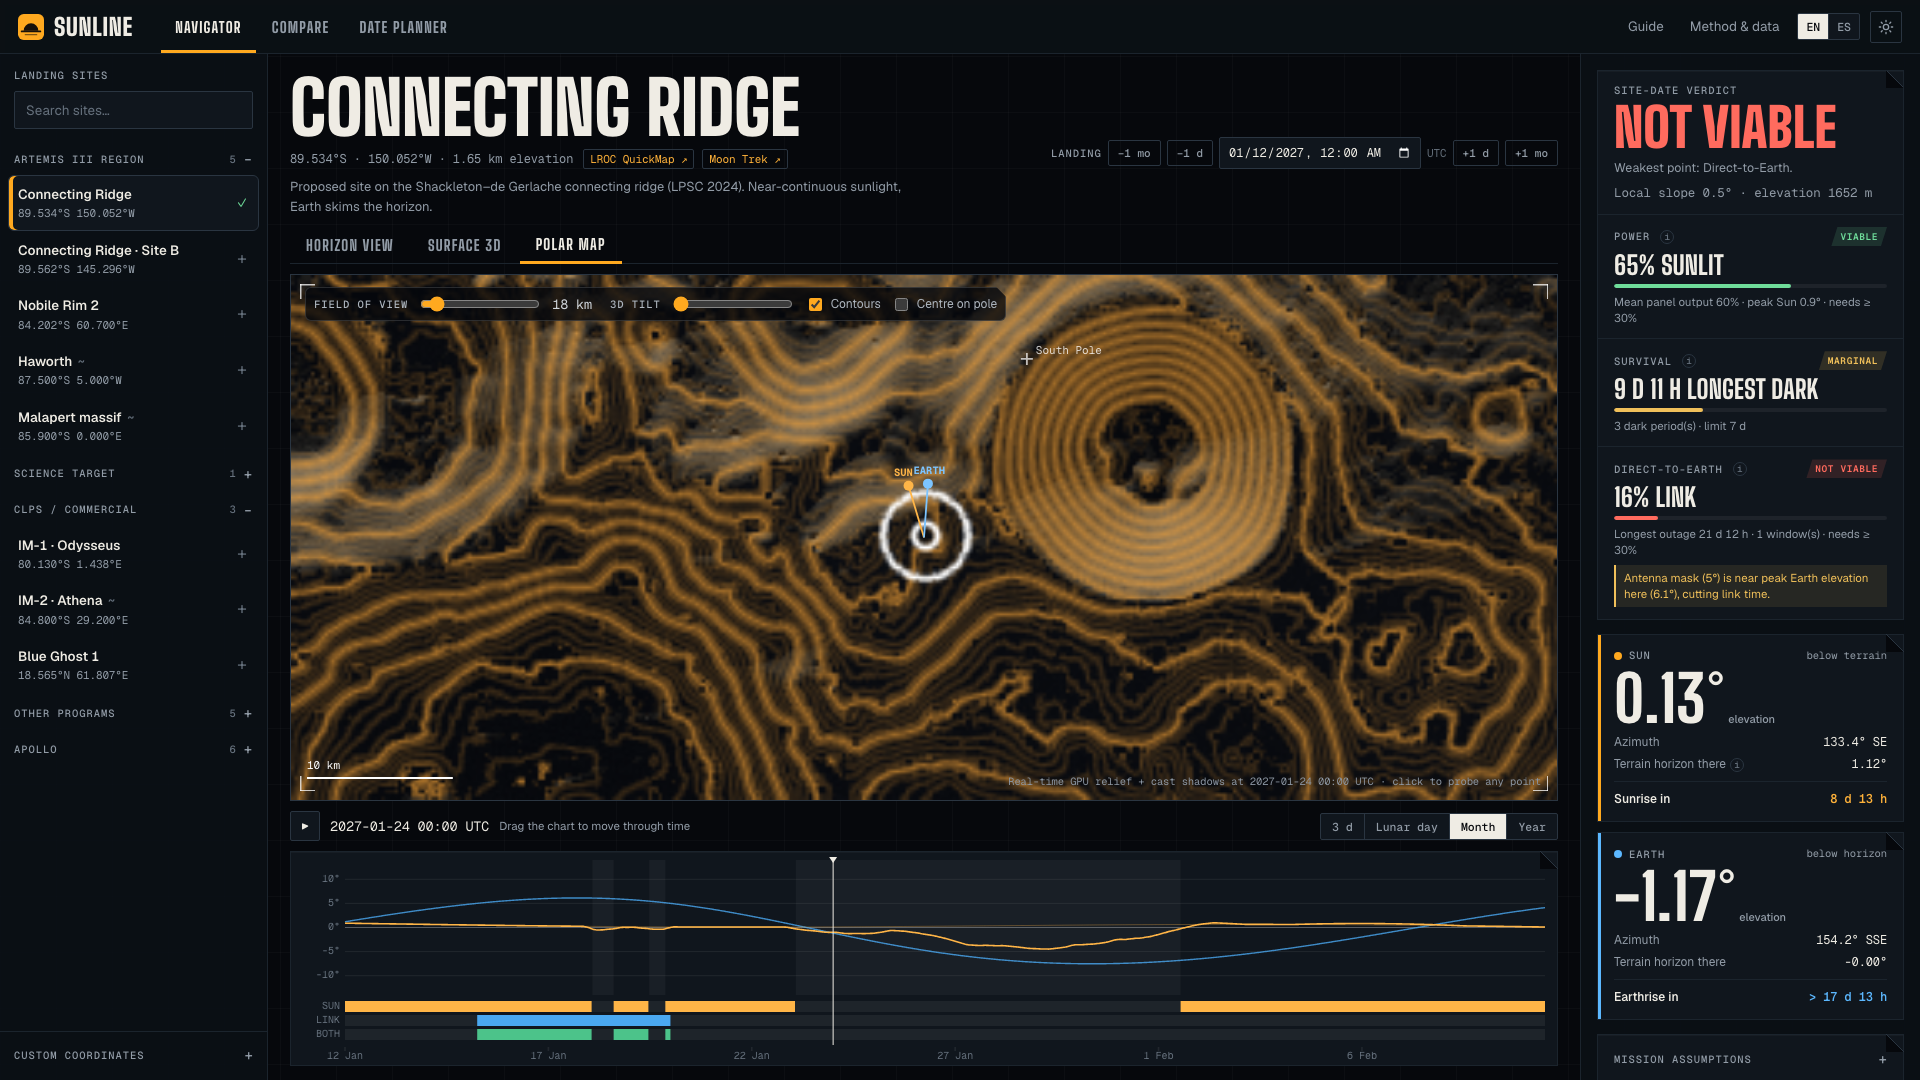 SUNLINE
NAVIGATOR
COMPARE
DATE PLANNER
Guide
Method & data
EN
ES
LANDING SITES
Search sites…
ARTEMIS III REGION 5 −
Connecting Ridge
89.534°S 150.052°W
✓
Connecting Ridge · Site B
89.562°S 145.296°W
+
Nobile Rim 2
84.202°S 60.700°E
+
Haworth ~
87.500°S 5.000°W
+
Malapert massif ~
85.900°S 0.000°E
+
SCIENCE TARGET 1 +
CLPS / COMMERCIAL 3 −
IM-1 · Odysseus
80.130°S 1.438°E
+
IM-2 · Athena ~
84.800°S 29.200°E
+
Blue Ghost 1
18.565°N 61.807°E
+
OTHER PROGRAMS 5 +
APOLLO 6 +
CUSTOM COORDINATES +
CONNECTING RIDGE
89.534°S · 150.052°W · 1.65 km elevation
LROC QuickMap ↗
Moon Trek ↗
Proposed site on the Shackleton–de Gerlache connecting ridge (LPSC 2024). Near-continuous sunlight,
Earth skims the horizon.
LANDING
−1 mo
−1 d
01/12/2027, 12:00 AM
UTC
+1 d
+1 mo
HORIZON VIEW
SURFACE 3D
POLAR MAP
FIELD OF VIEW
18 km
3D TILT
Contours
Centre on pole
South Pole
SUN
EARTH
10 km
Real-time GPU relief + cast shadows at 2027-01-24 00:00 UTC · click to probe any point
2027-01-24 00:00 UTC
Drag the chart to move through time
3 d
Lunar day
Month
Year
10°
5°
0°
−5°
−10°
SUN
LINK
BOTH
12 Jan
17 Jan
22 Jan
27 Jan
1 Feb
6 Feb
SITE-DATE VERDICT
NOT VIABLE
Weakest point: Direct-to-Earth.
Local slope 0.5° · elevation 1652 m
POWER i
VIABLE
65% SUNLIT
Mean panel output 60% · peak Sun 0.9° · needs ≥
30%
SURVIVAL i
MARGINAL
9 D 11 H LONGEST DARK
3 dark period(s) · limit 7 d
DIRECT-TO-EARTH i
NOT VIABLE
16% LINK
Longest outage 21 d 12 h · 1 window(s) · needs ≥
30%
Antenna mask (5°) is near peak Earth elevation
here (6.1°), cutting link time.
SUN
below terrain
0.13° elevation
Azimuth 133.4° SE
Terrain horizon there i 1.12°
Sunrise in 8 d 13 h
EARTH
below horizon
−1.17° elevation
Azimuth 154.2° SSE
Terrain horizon there −0.00°
Earthrise in > 17 d 13 h
MISSION ASSUMPTIONS +